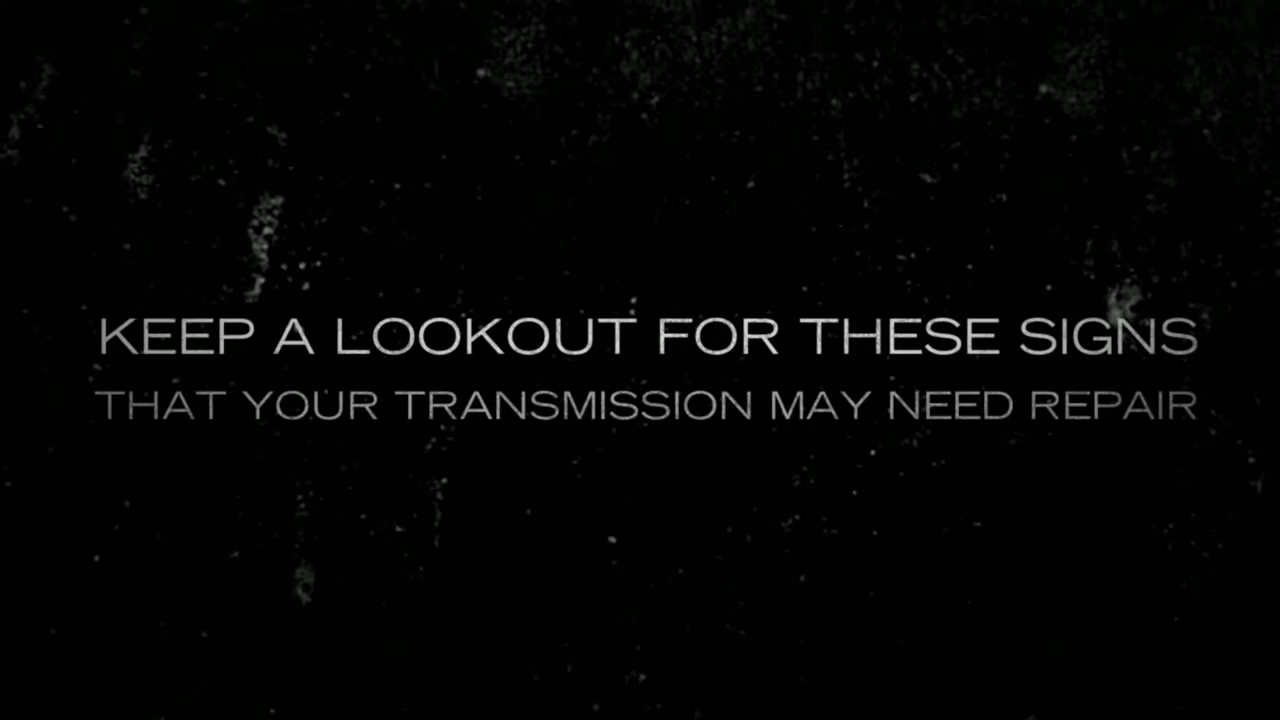 KEEP A LOOKOUT FOR THESE SIGNS
THAT YOUR TRANSMISSION MAY NEED REPAIR